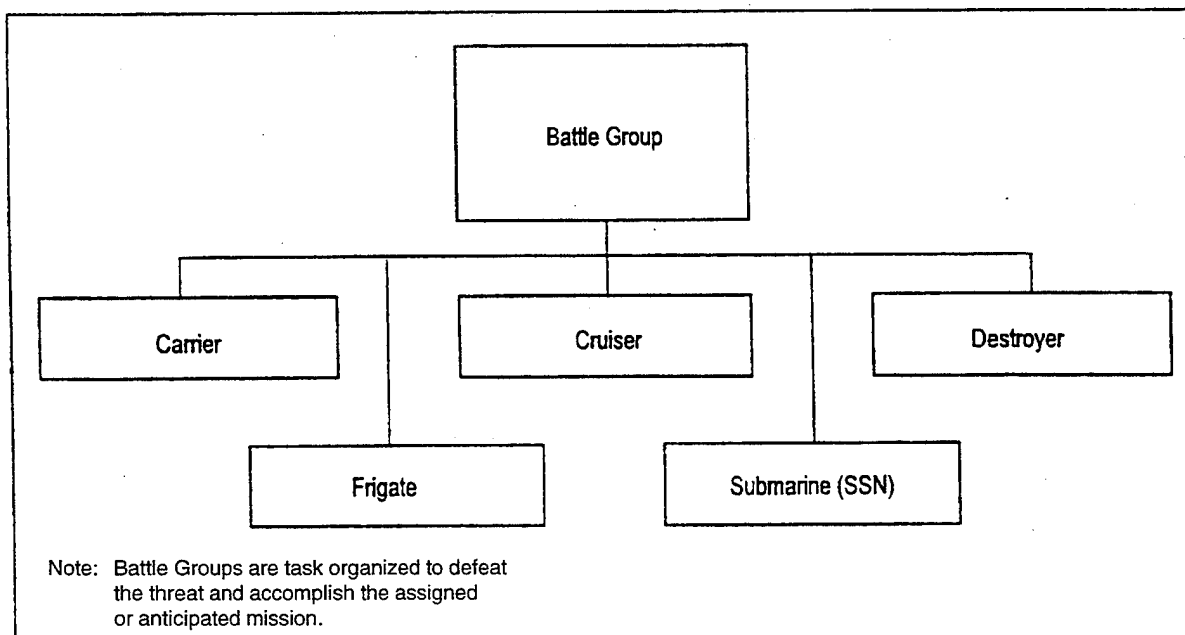 Battle Group
Carrier
Cruiser
Destroyer
Frigate
Submarine (SSN)
Note: Battle Groups are task organized to defeat
the threat and accomplish the assigned
or anticipated mission.